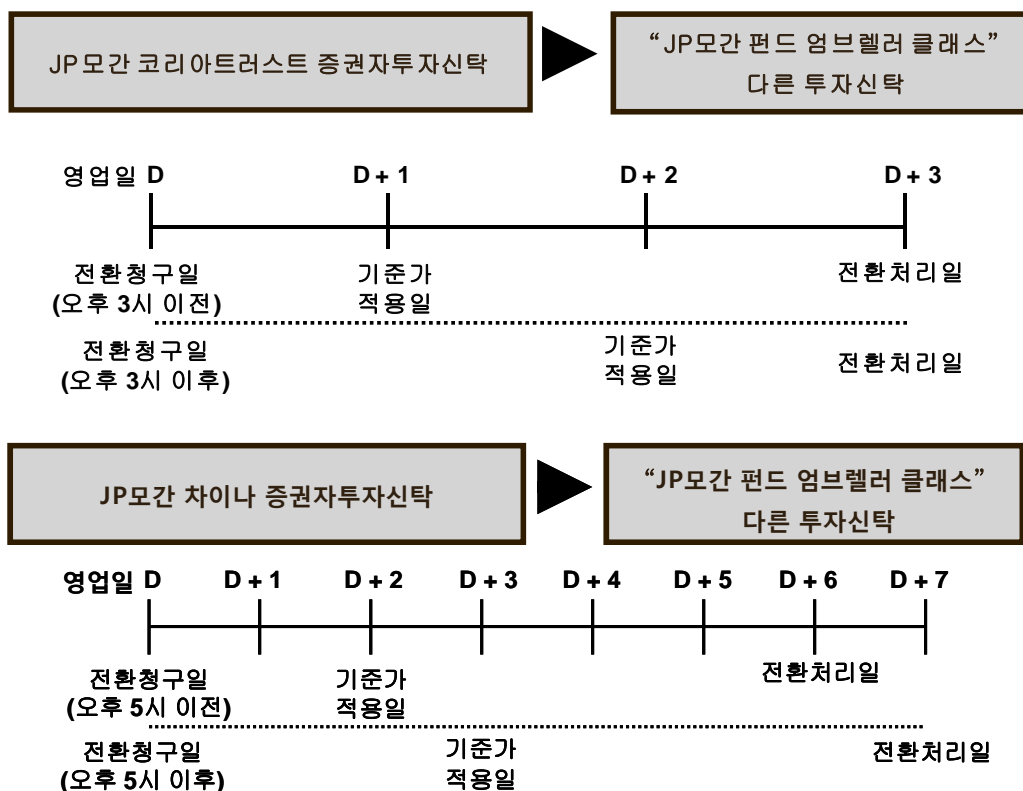 JP모간 코리아트러스트 증권자투자신탁
“JP모간 펀드 엄브렐러 클래스”
다른 투자신탁
영업일 D D + 1 D + 2 D + 3
전환청구일 기준가 전환처리일
(오후 3시 이전) 적용일
전환청구일 기준가 전환처리일
(오후 3시 이후) 적용일
JP모간 차이나 증권자투자신탁
“JP모간 펀드 엄브렐러 클래스”
다른 투자신탁
영업일 D D + 1 D + 2 D + 3 D + 4 D + 5 D + 6 D + 7
전환청구일 기준가 전환처리일
(오후 5시 이전) 적용일
전환청구일 기준가 전환처리일
(오후 5시 이후) 적용일